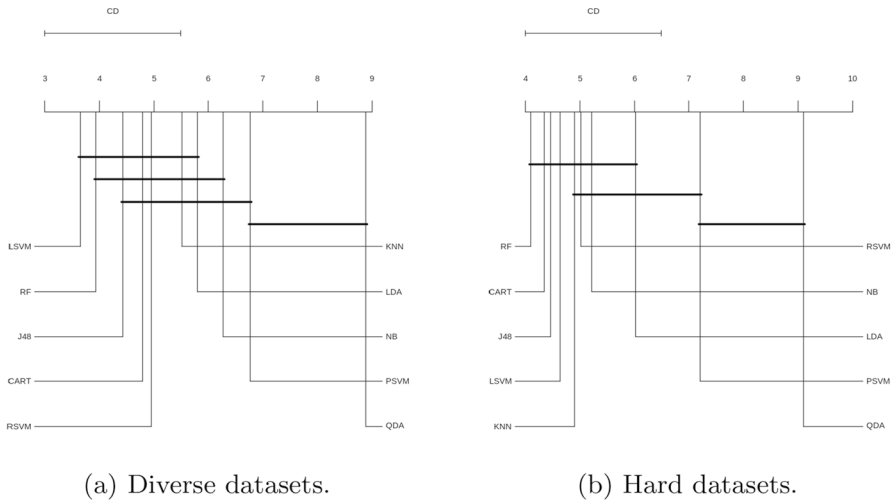 CD
3 4 5 6 7 8 9
LSVM KNN
RF LDA
J48 NB
CART PSVM
RSVM QDA
(a) Diverse datasets.
CD
4 5 6 7 8 9 10
RF RSVM
CART NB
J48 LDA
LSVM PSVM
KNN QDA
(b) Hard datasets.